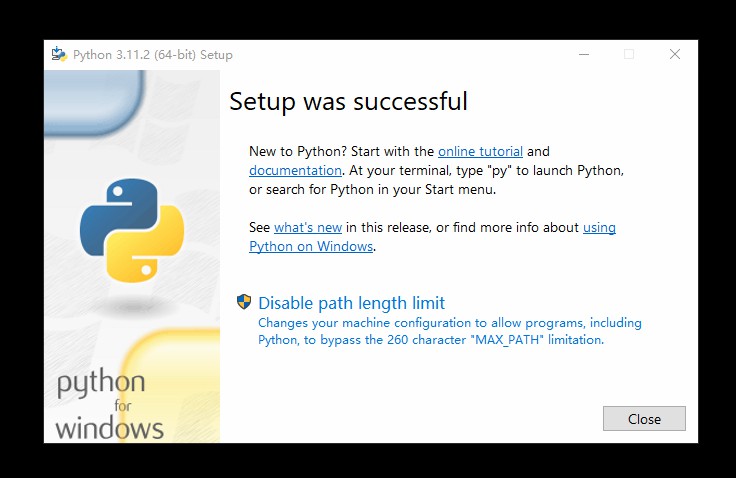 Python 3.11.2 (64-bit) Setup
Setup was successful
New to Python? Start with the online tutorial and
documentation. At your terminal, type "py" to launch Python,
or search for Python in your Start menu.
See what's new in this release, or find more info about using
Python on Windows.
Disable path length limit
Changes your machine configuration to allow programs, including
Python, to bypass the 260 character "MAX_PATH" limitation.
python
for
windows
Close